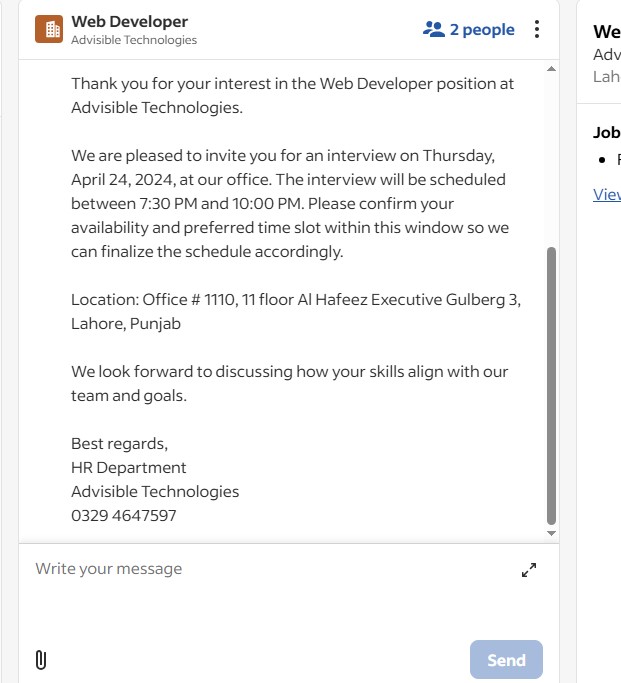 Web Developer
Advisible Technologies
2 people
Thank you for your interest in the Web Developer position at
Advisible Technologies.
We are pleased to invite you for an interview on Thursday,
April 24, 2024, at our office. The interview will be scheduled
between 7:30 PM and 10:00 PM. Please confirm your
availability and preferred time slot within this window so we
can finalize the schedule accordingly.
Location: Office # 1110, 11 floor Al Hafeez Executive Gulberg 3,
Lahore, Punjab
We look forward to discussing how your skills align with our
team and goals.
Best regards,
HR Department
Advisible Technologies
0329 4647597
Write your message
Send
We
Adv
Lah
Job
View